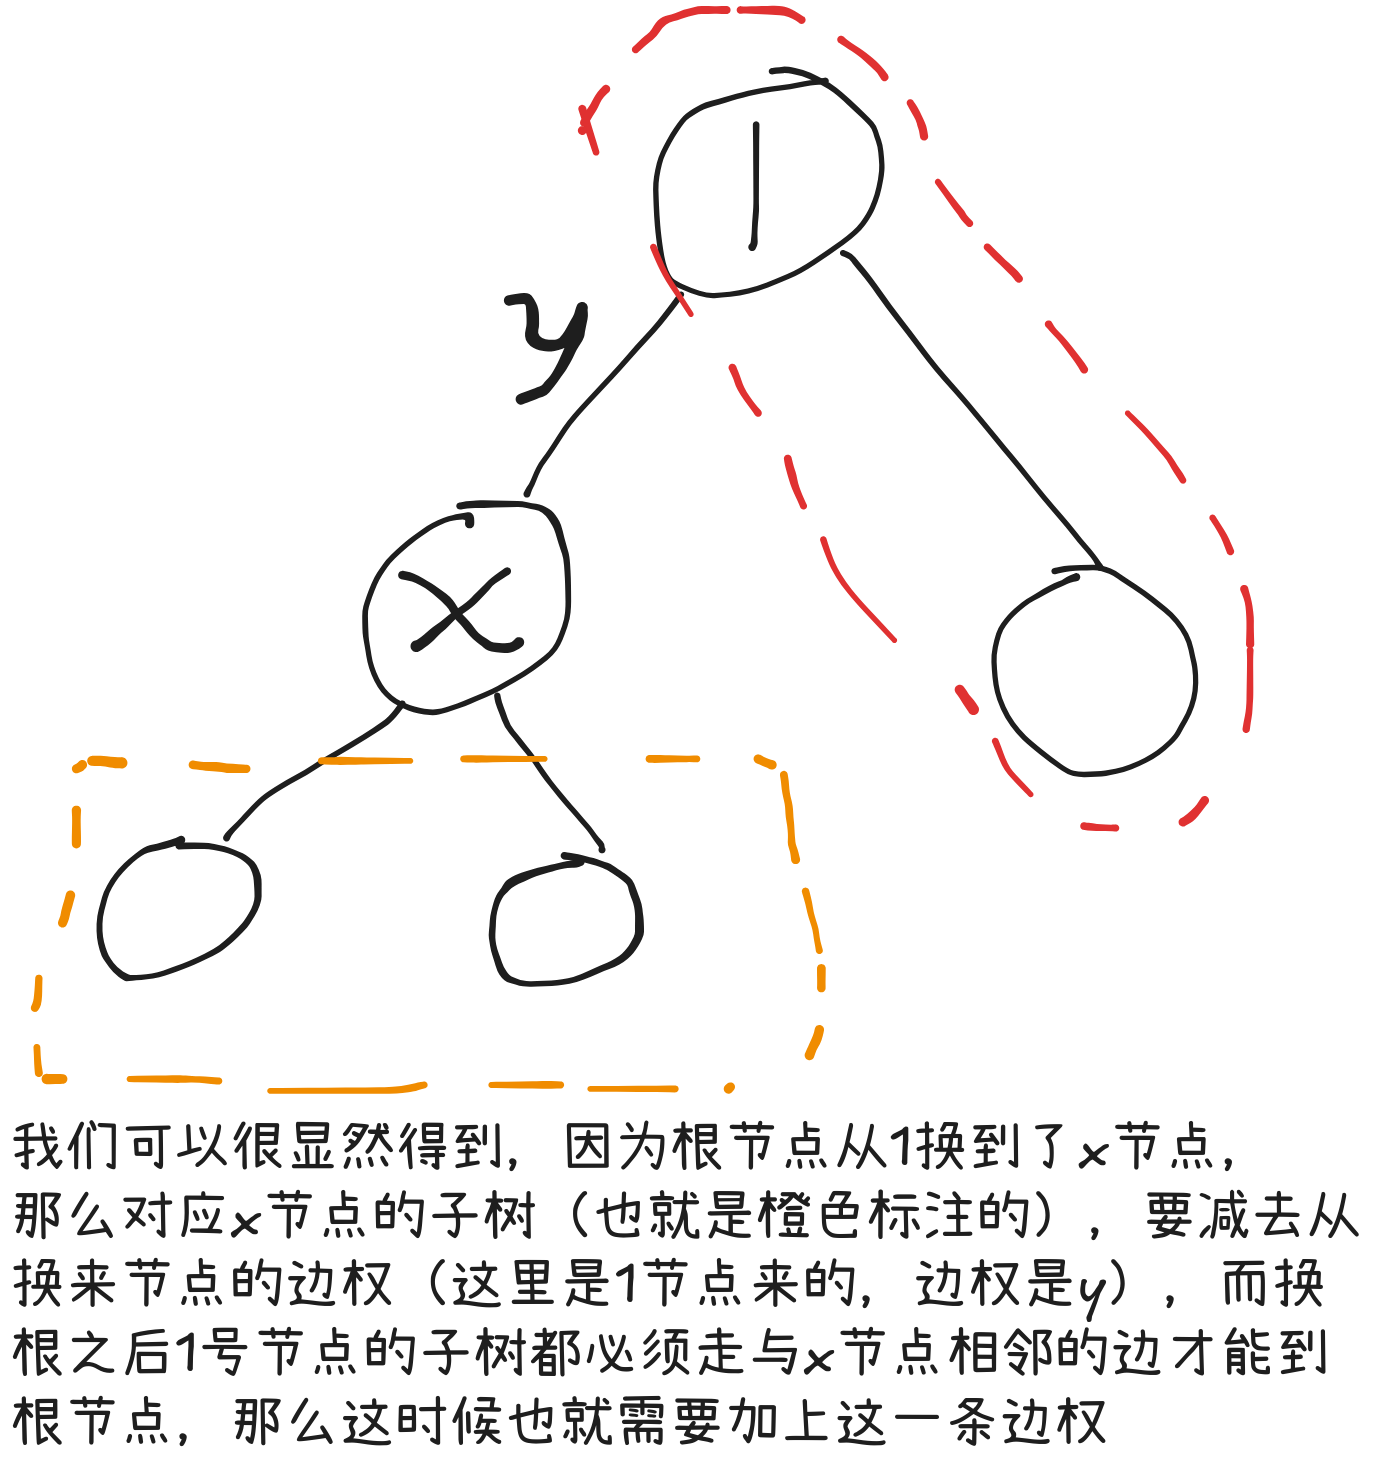 1
y
x
我们可以很显然得到，因为根节点从1换到了x节点，
那么对应x节点的子树（也就是橙色标注的），要减去从
换来节点的边权（这里是1节点来的，边权是y），而换
根之后1号节点的子树都必须走与x节点相邻的边才能到
根节点，那么这时候也就需要加上这一条边权